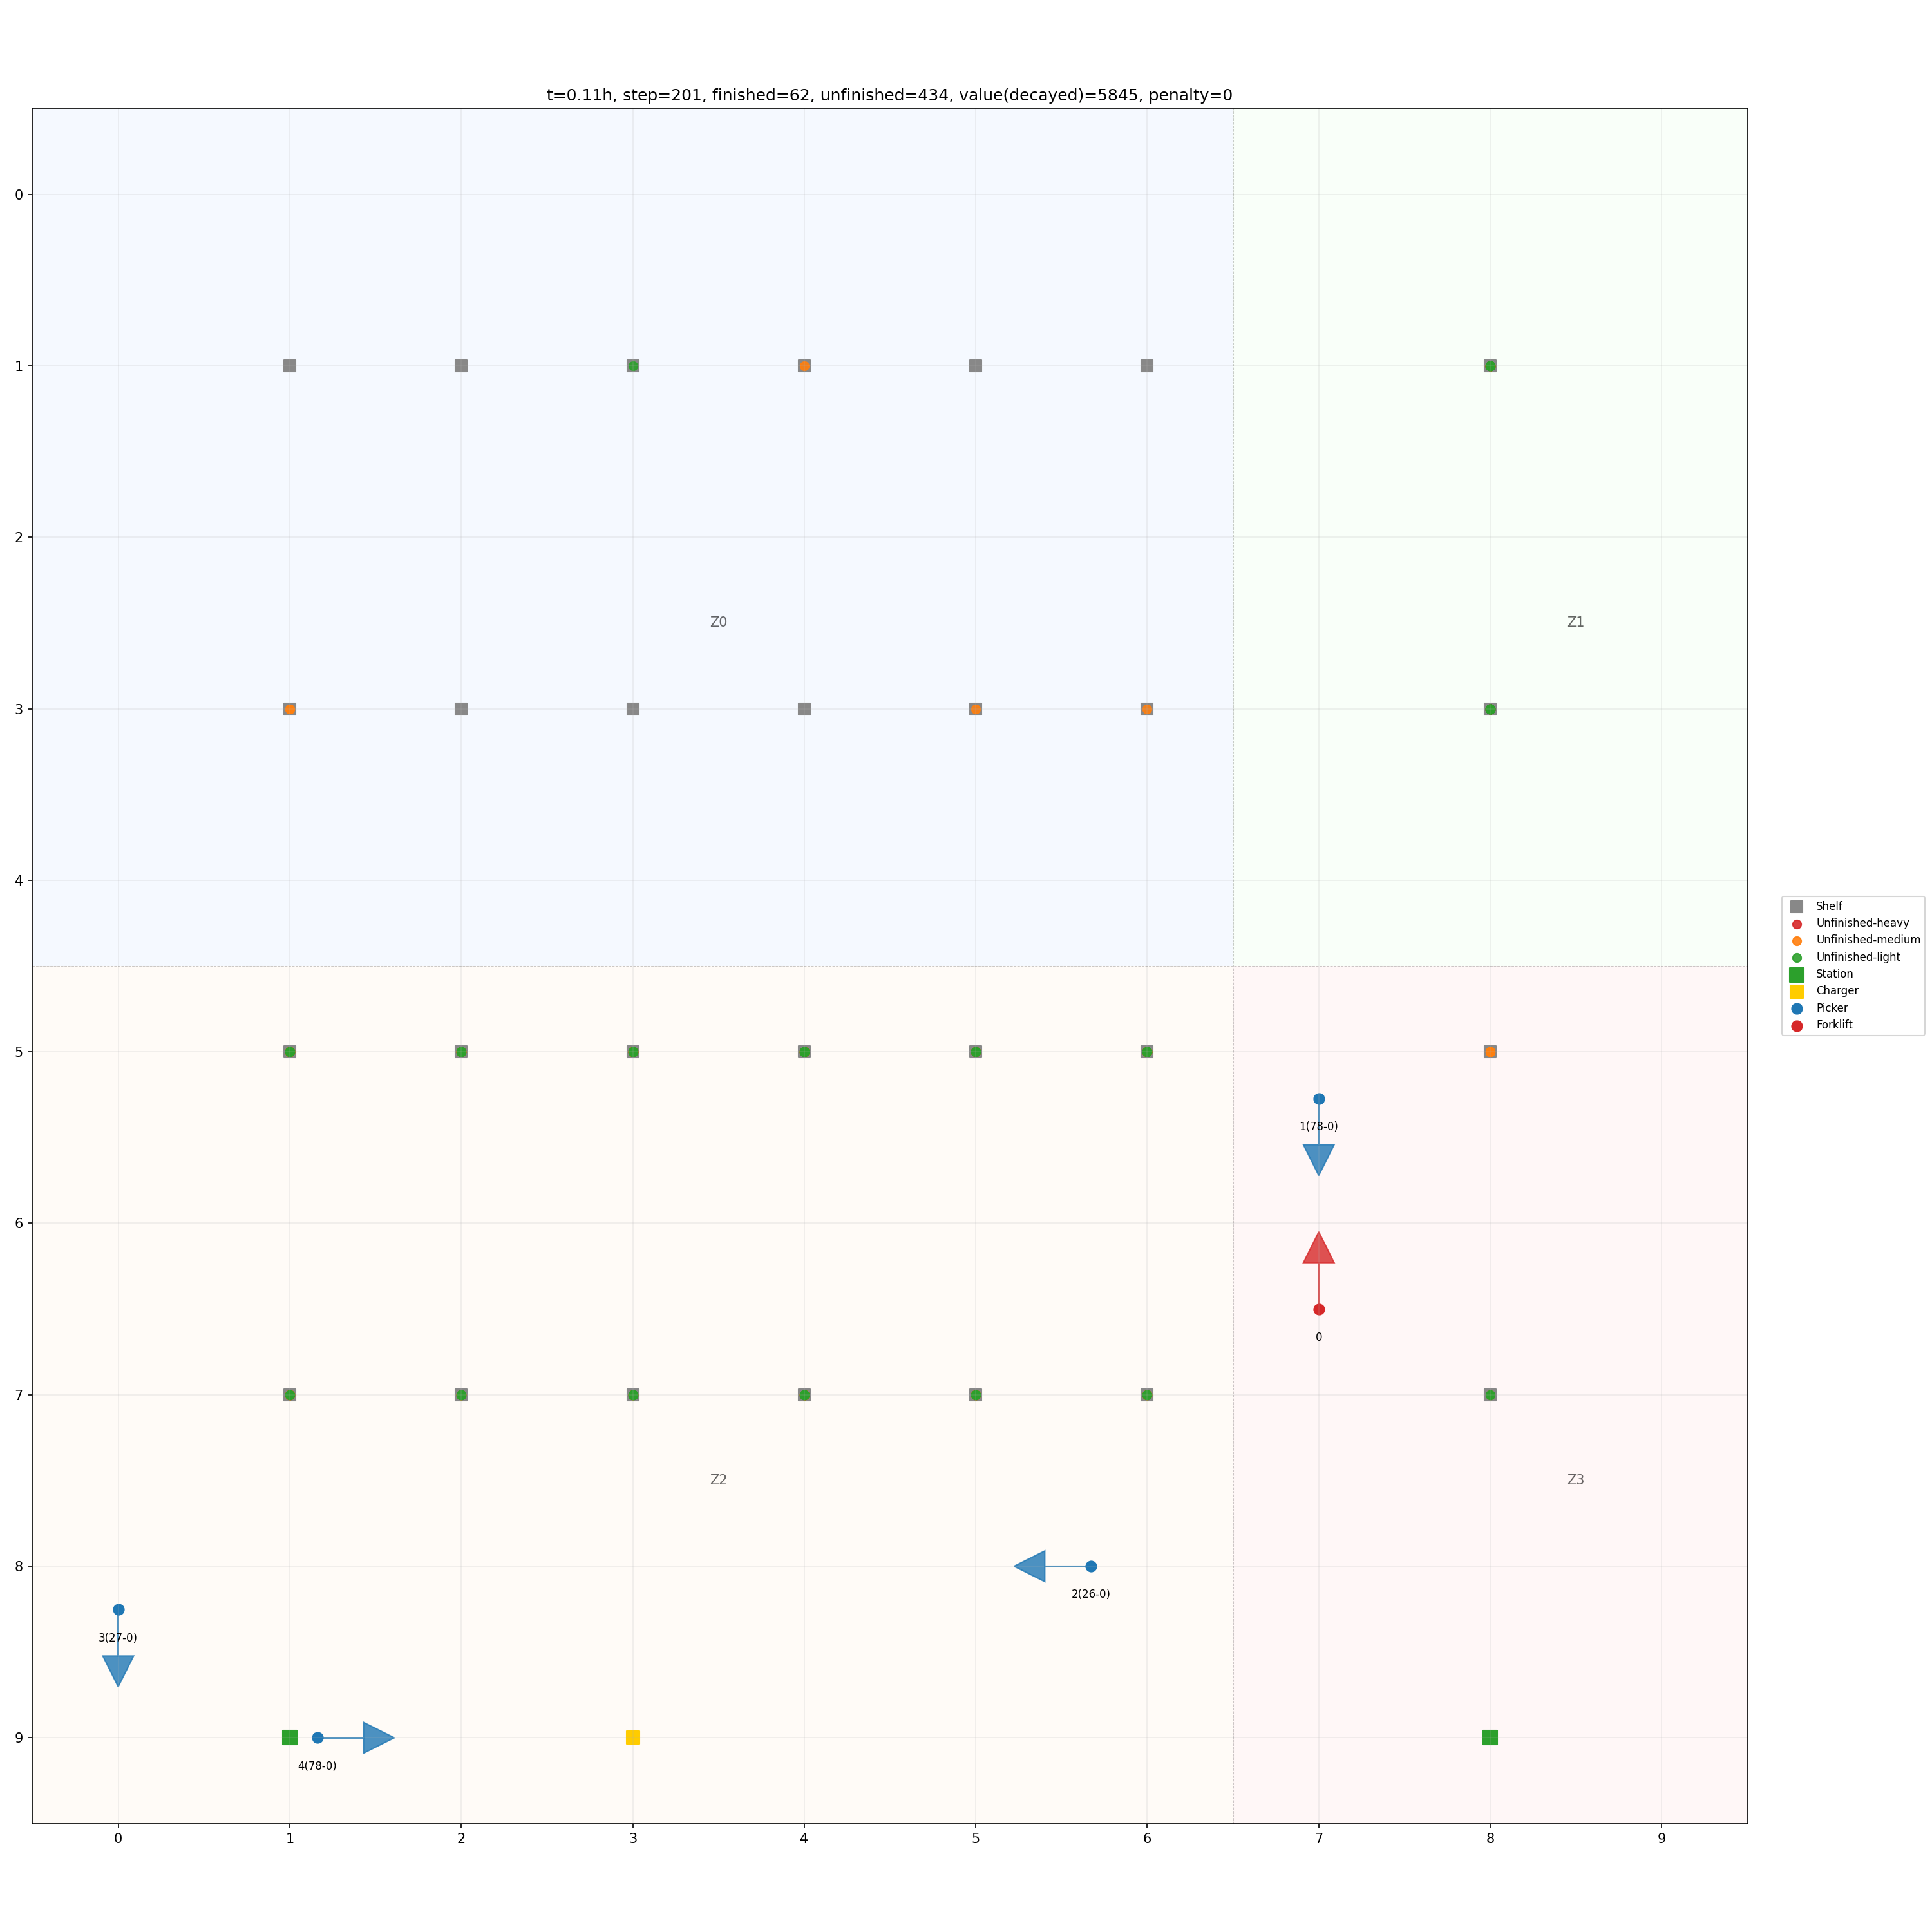 t=0.11h, step=201, finished=62, unfinished=434, value(decayed)=5845, penalty=0
0
1
2
Z0
Z1
3
4
Shelf
Unfinished-heavy
Unfinished-medium
Unfinished-light
Station
Charger
Picker
Forklift
5
1(78-0)
6
0
7
Z2
Z3
8
2(26-0)
3(27-0)
9
4(78-0)
0 1 2 3 4 5 6 7 8 9